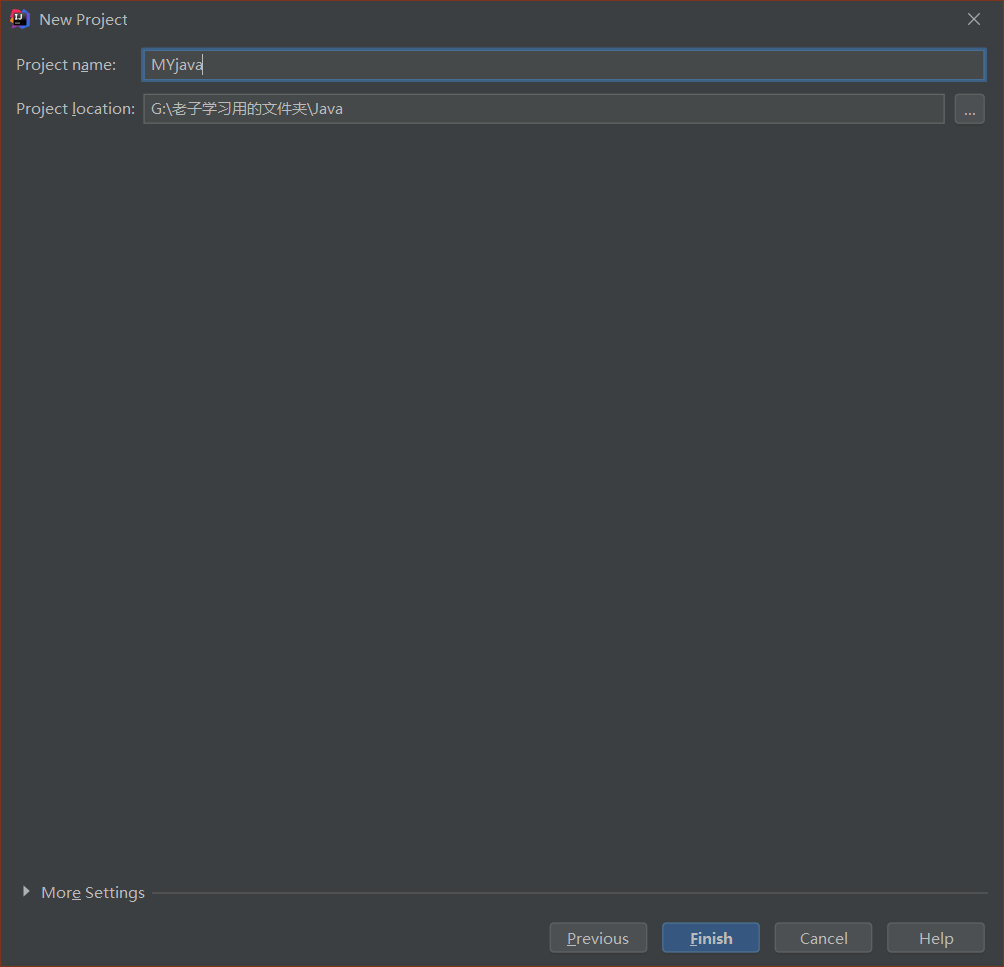 New Project
Project name: MYjava
Project location: G:\老子学习用的文件夹\Java ...
More Settings
Previous Finish Cancel Help